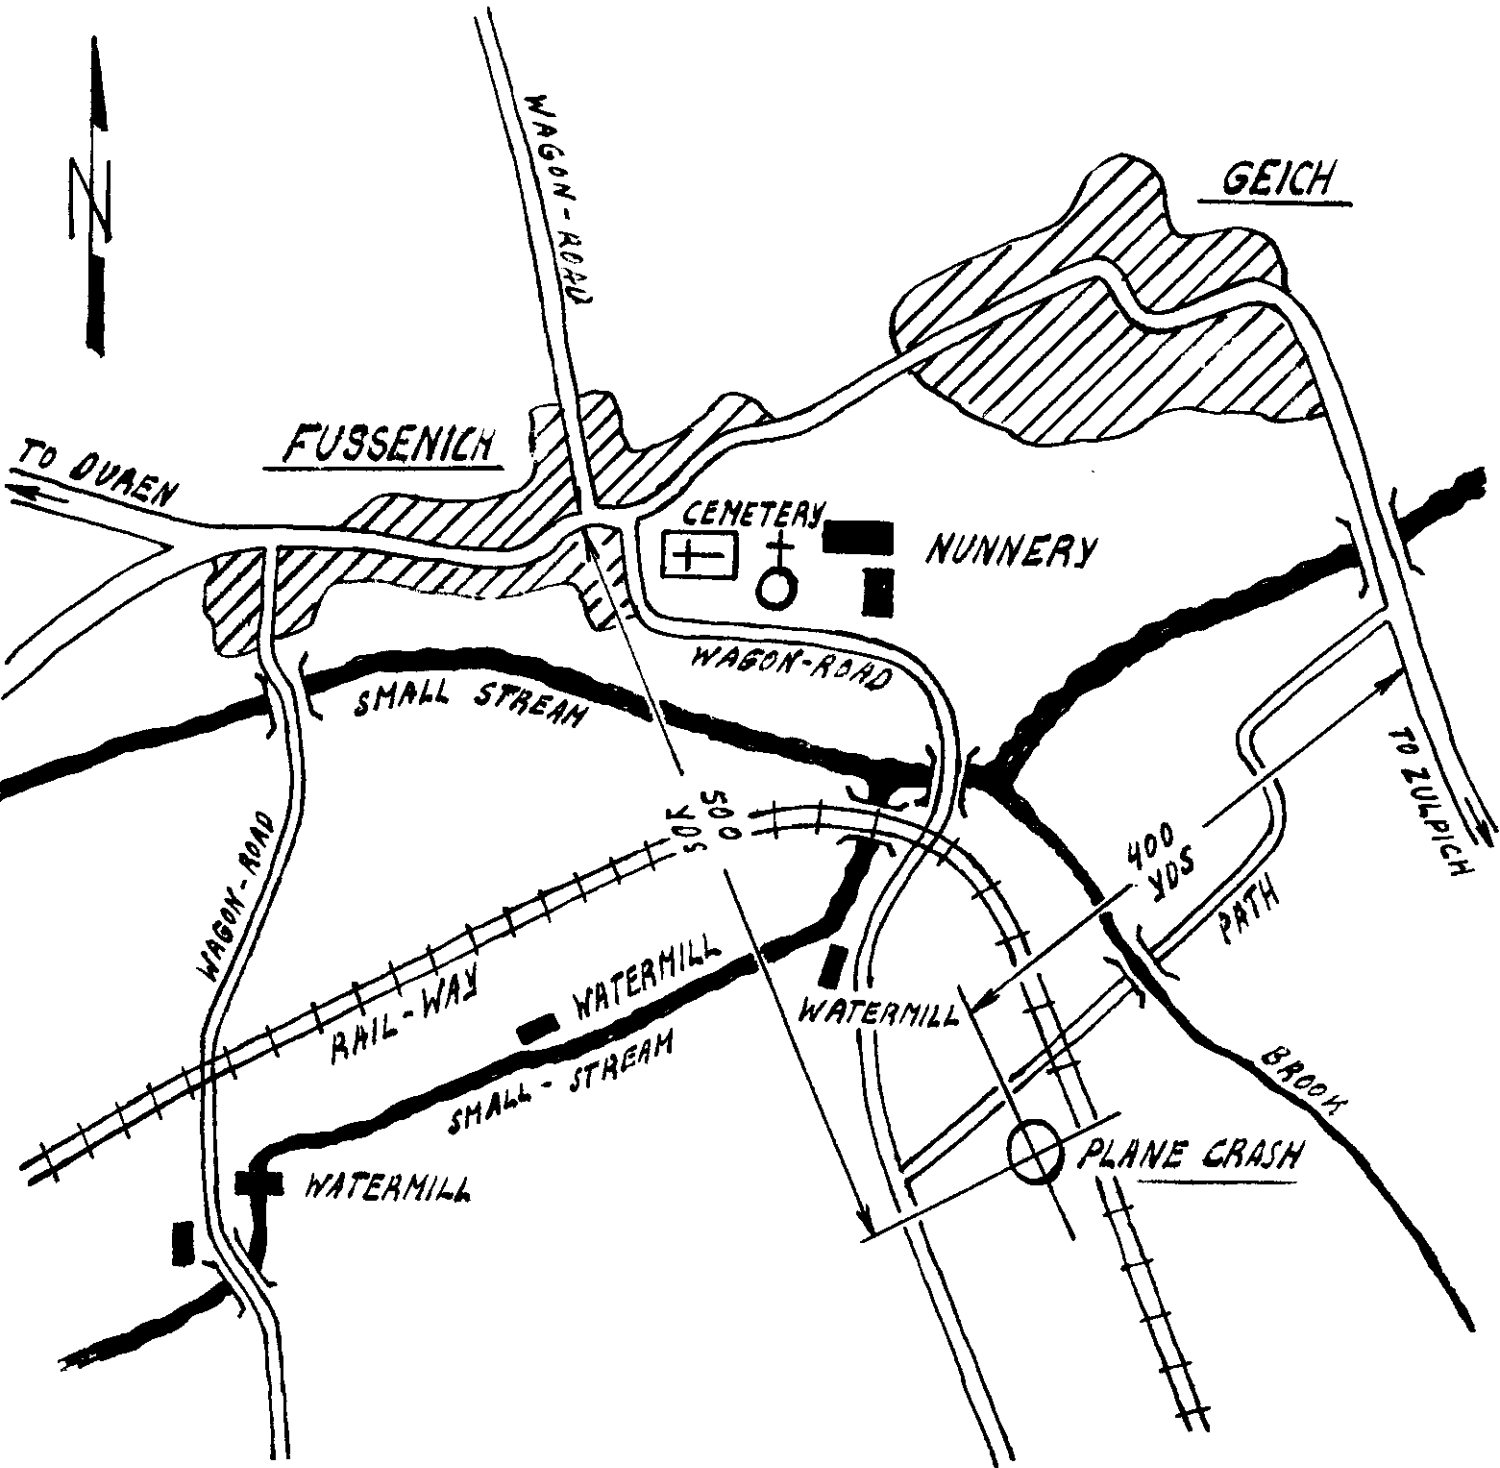 N
WAGON-ROAD
GEICH
FUSSENICH
TO DUREN
CEMETERY
NUNNERY
WAGON-ROAD
SMALL STREAM
TO ZULPICH
500
YDS
400
YDS
PATH
WAGON-ROAD
RAIL-WAY
WATERMILL
WATERMILL
SMALL-STREAM
BROOK
PLANE CRASH
WATERMILL